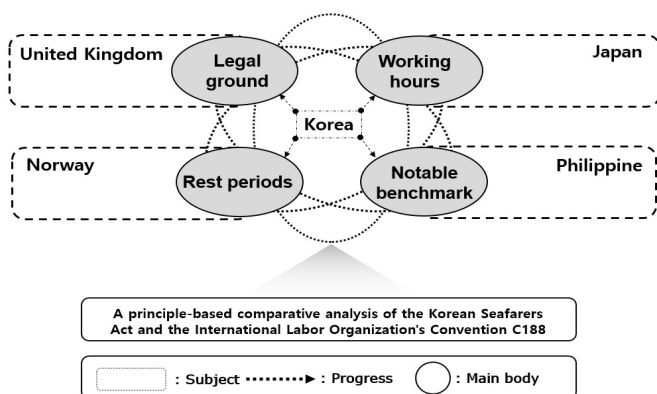 United Kingdom
Legal
ground
Working
hours
Japan
Korea
Norway
Rest periods
Notable
benchmark
Philippine
A principle-based comparative analysis of the Korean Seafarers
Act and the International Labor Organization's Convention C188
: Subject
: Progress
: Main body